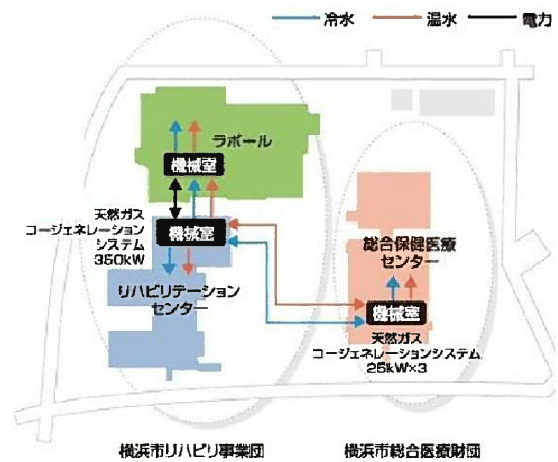 冷水 温水 電力
ラポール
機械室
天然ガス
コージェネレーション
システム
350kW
機械室
リハビリテーション
センター
総合保健医療
センター
機械室
天然ガス
コージェネレーションシステム
25kW×3
横浜市リハビリ事業団 横浜市総合医療財団